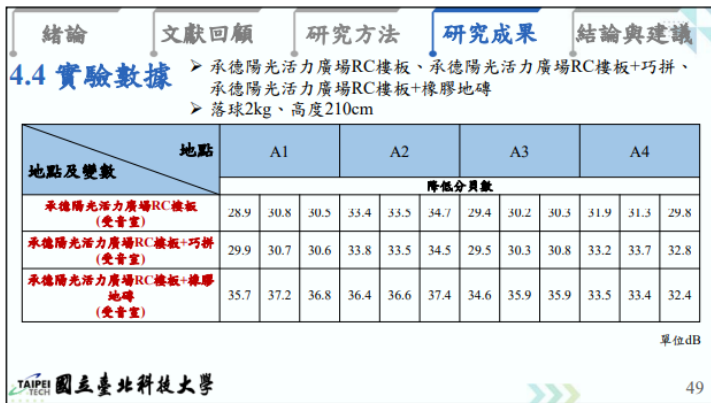 緒論 文獻回顧 研究方法 研究成果 結論與建議
4.4 實驗數據
➢ 承德陽光活力廣場RC樓板、承德陽光活力廣場RC樓板+巧拼、
承德陽光活力廣場RC樓板+橡膠地磚
➢ 落球2kg、高度210cm
地點 A1 A2 A3 A4
地點及變數
降低分貝數
承德陽光活力廣場RC樓板
(受音室)
28.9 30.8 30.5 33.4 33.5 34.7 29.4 30.2 30.3 31.9 31.3 29.8
承德陽光活力廣場RC樓板+巧拼
(受音室)
29.9 30.7 30.6 33.8 33.5 34.5 29.5 30.3 30.8 33.2 33.7 32.8
承德陽光活力廣場RC樓板+橡膠
地磚
(受音室)
35.7 37.2 36.8 36.4 36.6 37.4 34.6 35.9 35.9 33.5 33.4 32.4
單位dB
TAIPEI
TECH
國立臺北科技大學
49